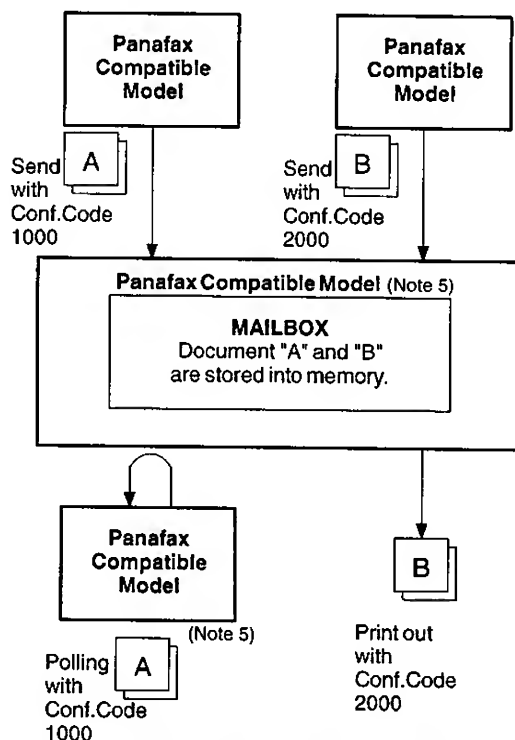 Panafax
Compatible
Model
Panafax
Compatible
Model
A
Send
with
Conf.Code
1000
B
Send
with
Conf.Code
2000
Panafax Compatible Model (Note 5)
MAILBOX
Document "A" and "B"
are stored into memory.
Panafax
Compatible
Model
(Note 5)
A
Polling
with
Conf.Code
1000
B
Print out
with
Conf.Code
2000